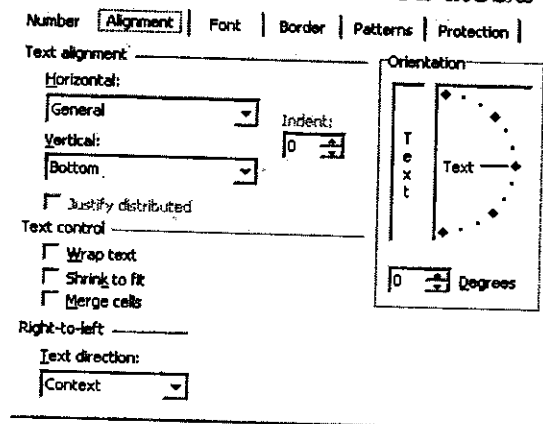 Number Alignment Font Border Patterns Protection
Text alignment
Horizontal:
General
Vertical:
Bottom
Indent:
0
Justify distributed
Text control
Wrap text
Shrink to fit
Merge cells
Right-to-left
Text direction:
Context
Orientation
Text
Text
0 Degrees